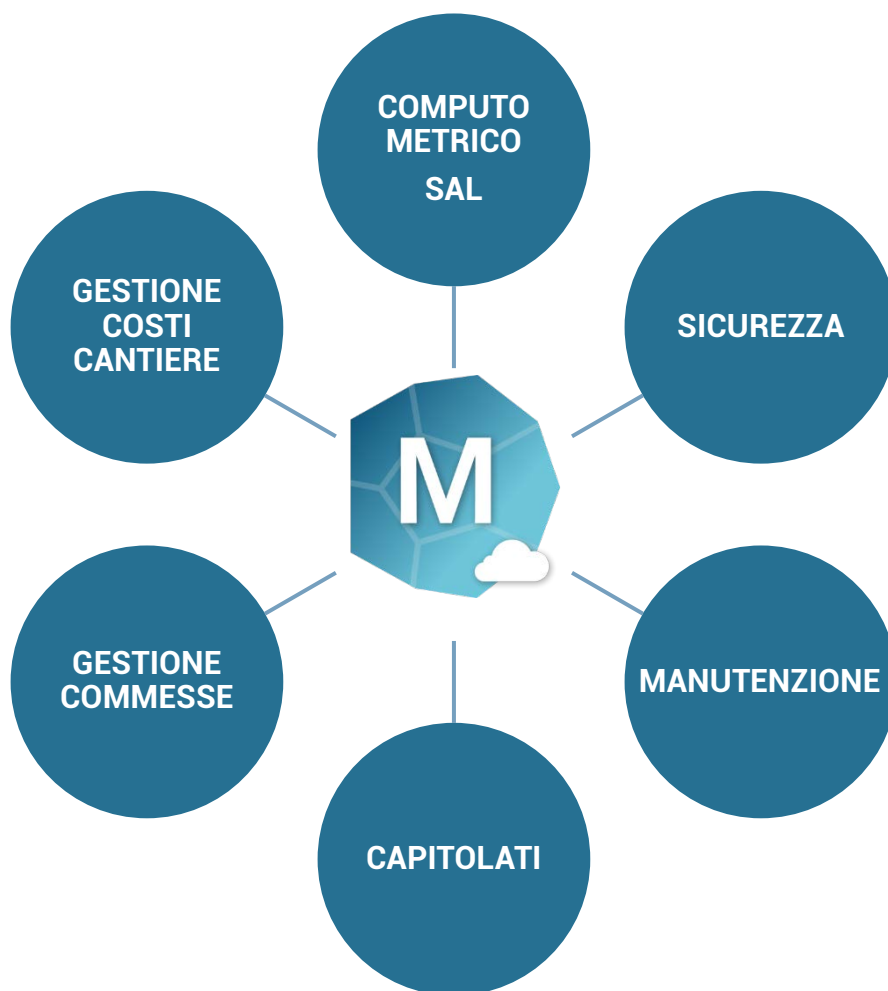 COMPUTO
METRICO
SAL
GESTIONE
COSTI
CANTIERE
SICUREZZA
M
GESTIONE
COMMESSE
MANUTENZIONE
CAPITOLATI